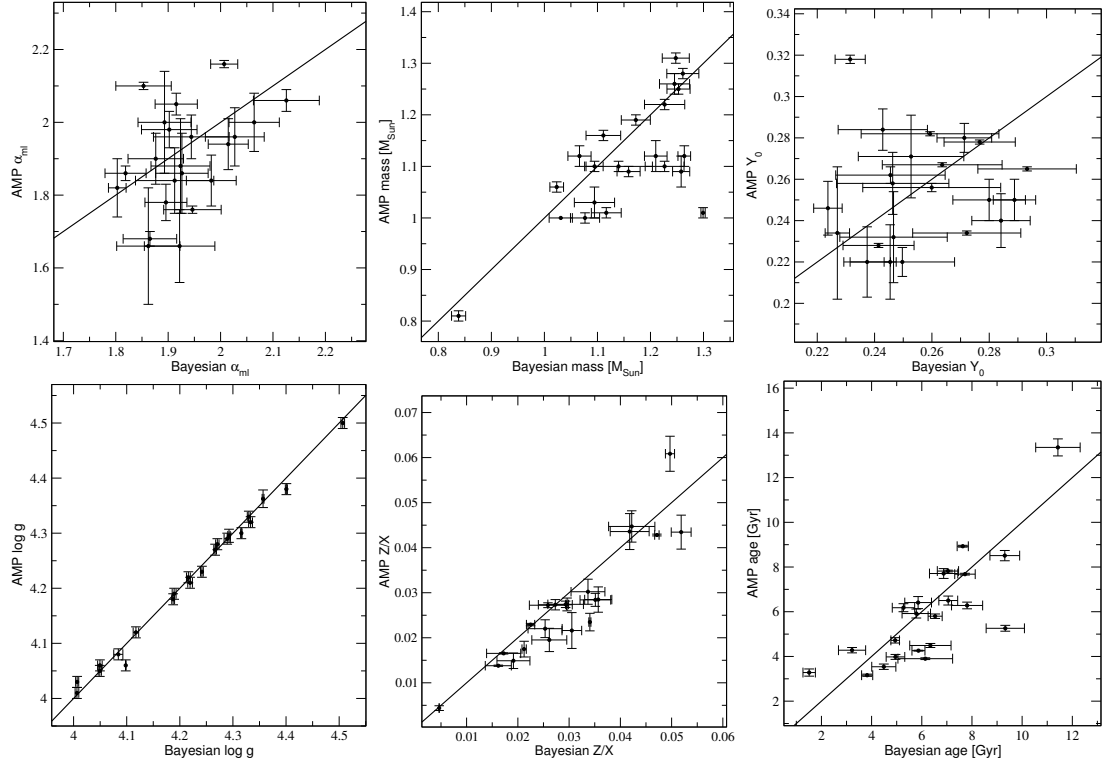 2.2
2
1.8
1.6
1.4
AMP α_ml
1.7 1.8 1.9 2 2.1 2.2
Bayesian α_ml
1.4
1.3
1.2
1.1
1
0.9
0.8
AMP mass [M_Sun]
0.8 0.9 1 1.1 1.2 1.3
Bayesian mass [M_Sun]
0.34
0.32
0.3
0.28
0.26
0.24
0.22
0.2
AMP Y_0
0.22 0.24 0.26 0.28 0.3
Bayesian Y_0
4.5
4.4
4.3
4.2
4.1
4
AMP log g
4 4.1 4.2 4.3 4.4 4.5
Bayesian log g
0.07
0.06
0.05
0.04
0.03
0.02
0.01
AMP Z/X
0.01 0.02 0.03 0.04 0.05 0.06
Bayesian Z/X
16
14
12
10
8
6
4
2
AMP age [Gyr]
2 4 6 8 10 12
Bayesian age [Gyr]